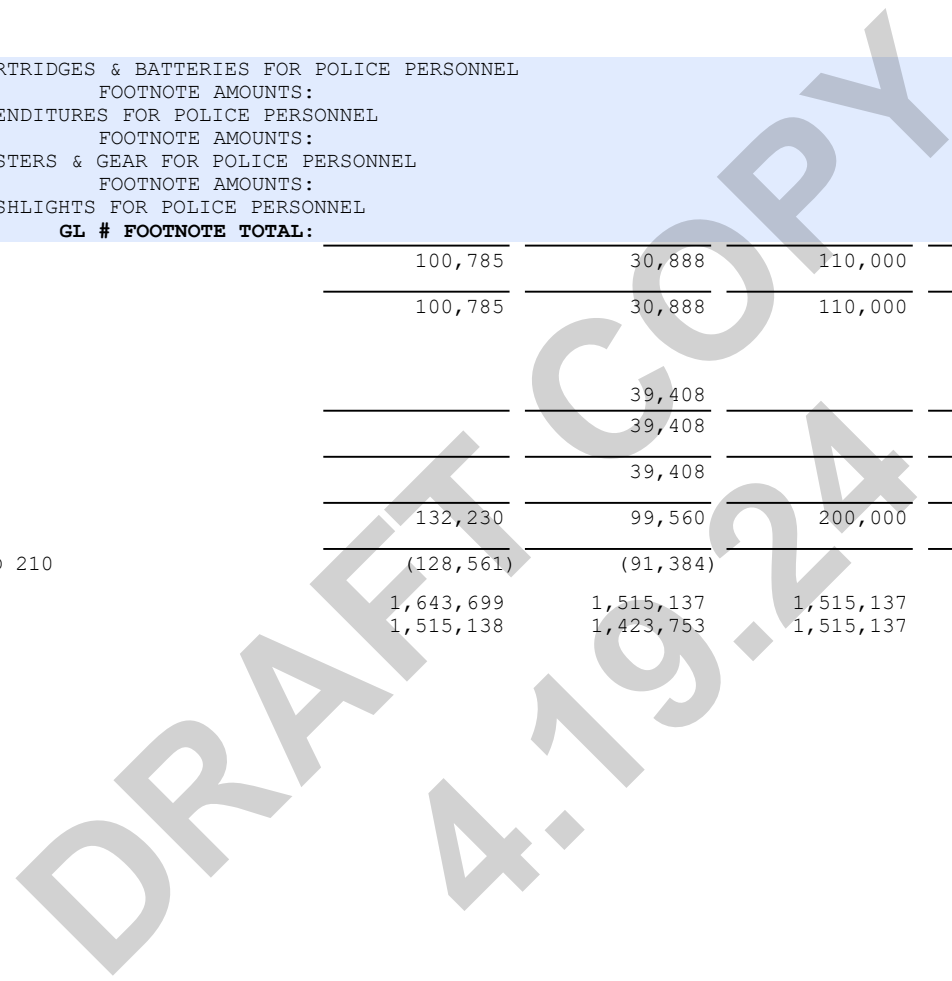 RTRIDGES & BATTERIES FOR POLICE PERSONNEL
FOOTNOTE AMOUNTS:
ENDITURES FOR POLICE PERSONNEL
FOOTNOTE AMOUNTS:
STERS & GEAR FOR POLICE PERSONNEL
FOOTNOTE AMOUNTS:
SHLIGHTS FOR POLICE PERSONNEL
GL # FOOTNOTE TOTAL:
100,785 30,888 110,000
100,785 30,888 110,000
39,408
39,408
39,408
132,230 99,560 200,000
210 (128,561) (91,384)
1,643,699 1,515,137 1,515,137
1,515,138 1,423,753 1,515,137
DRAFT COPY
4.19.24